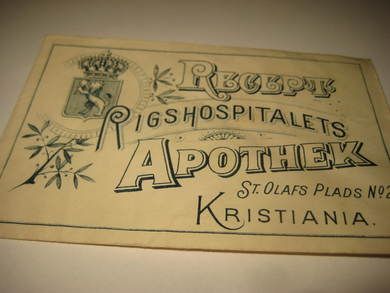 RECEPT
RIGSHOSPITALETS
APOTHEK
ST. OLAFS PLADS No 2
KRISTIANIA.